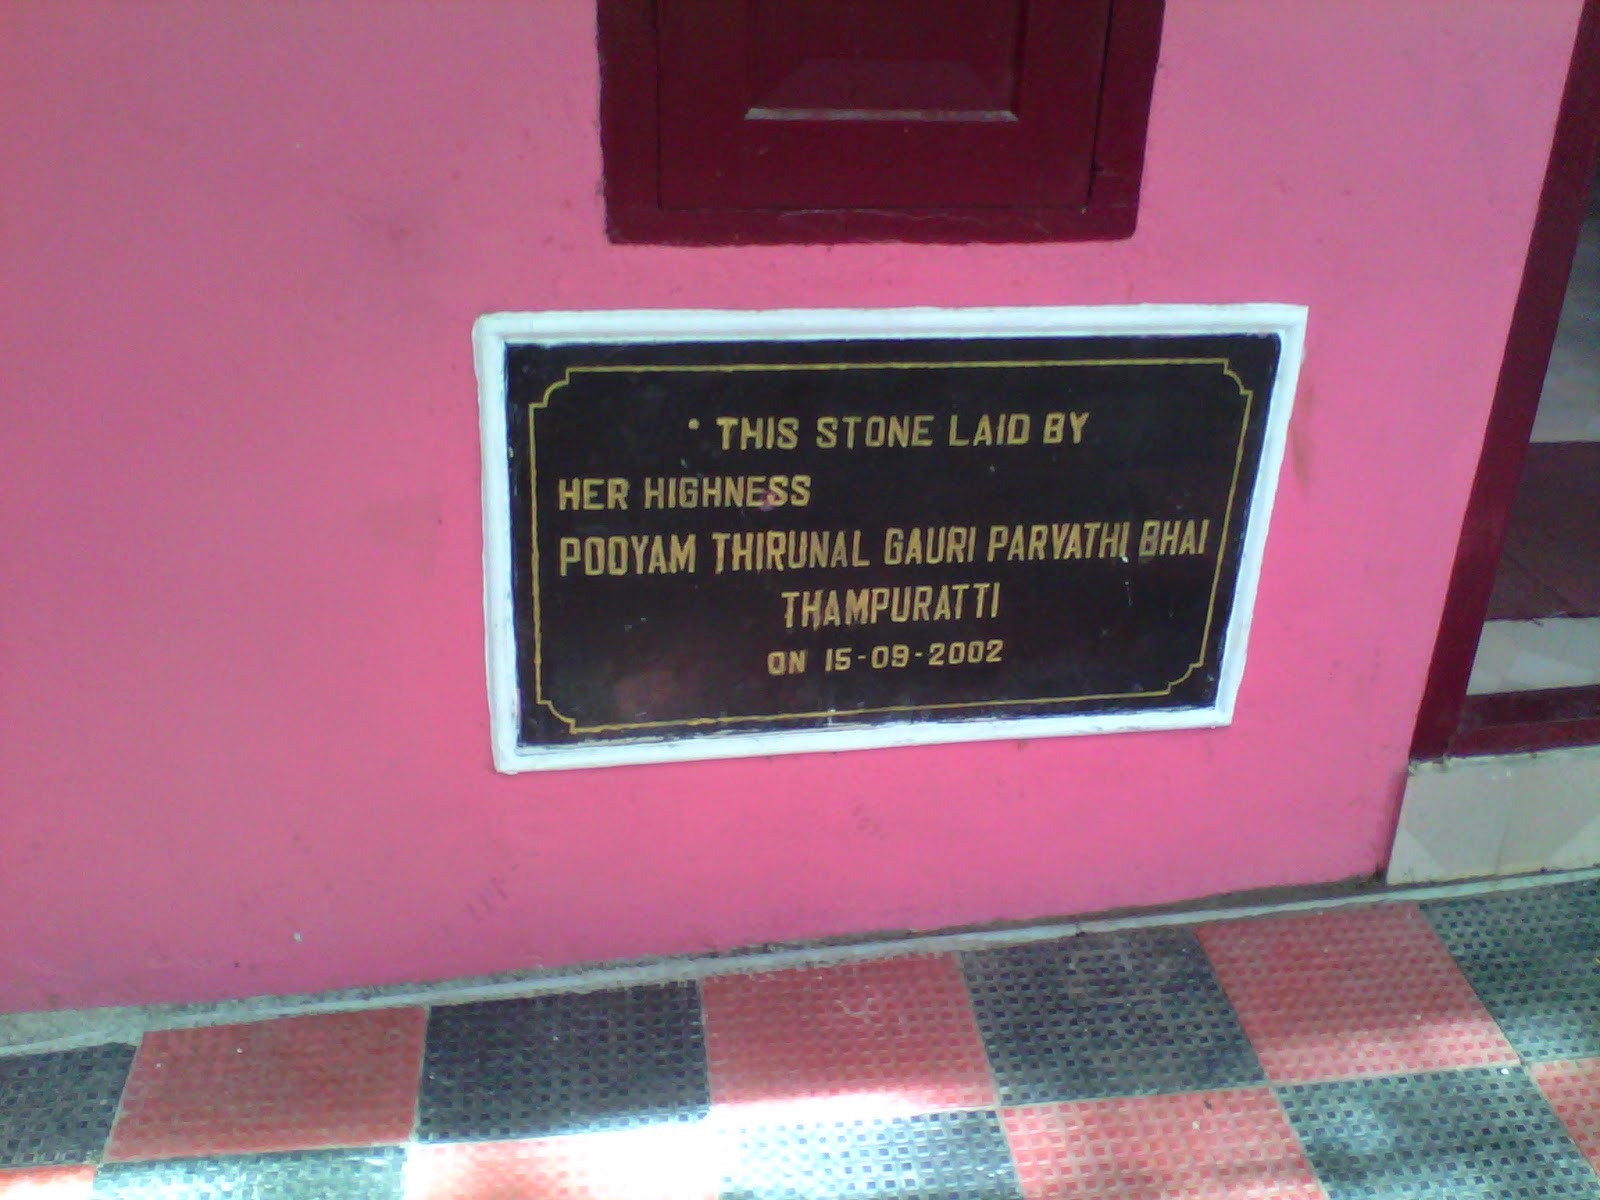 THIS STONE LAID BY
HER HIGHNESS
POOYAM THIRUNAL GAURI PARVATHI BHAI
THAMPURATTI
ON 15-09-2002